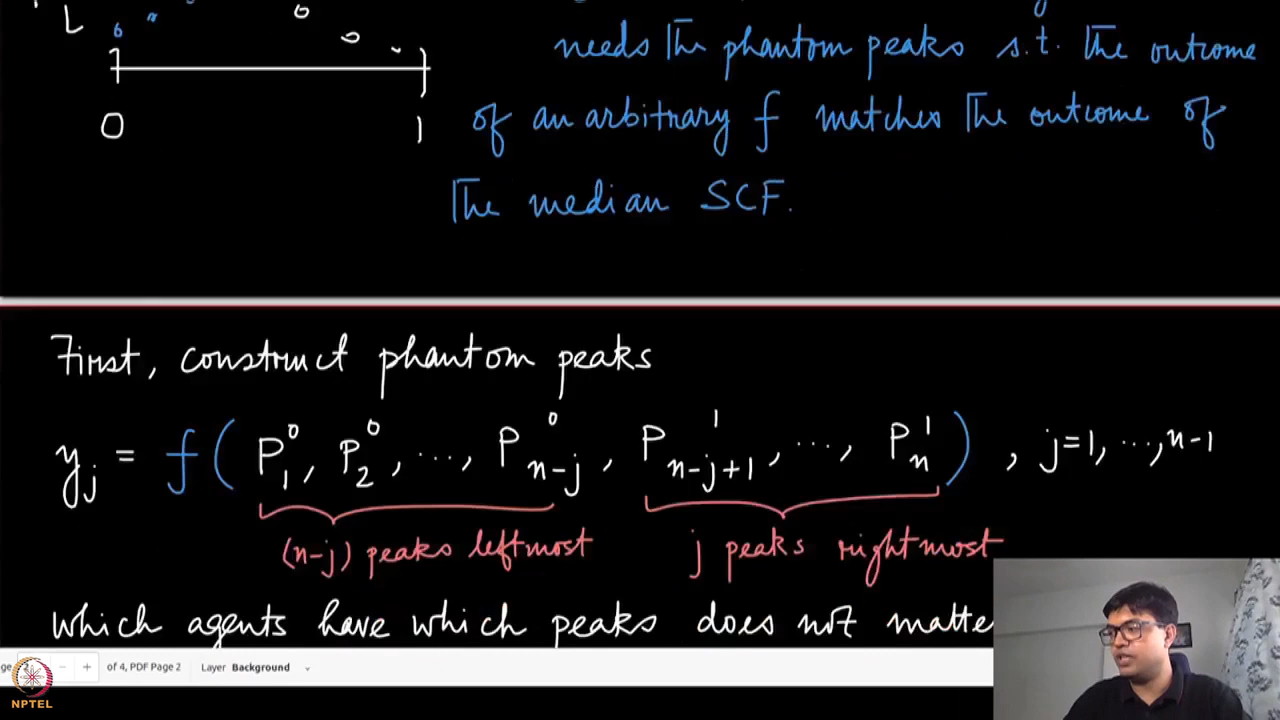 needs the phantom peaks s.t. the outcome
of an arbitrary f matches the outcome of
the median SCF.
0 1
First, construct phantom peaks
y_j = f( P_1^0, P_2^0, ..., P_{n-j}^0, P_{n-j+1}^1, ..., P_n^1 ), j=1, ..., n-1
(n-j) peaks leftmost j peaks rightmost
which agents have which peaks does not matte
of 4, PDF Page 2 Layer Background
NPTEL